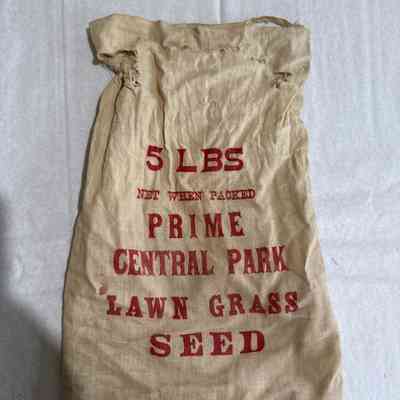 5 LBS
NET WHEN PACKED
PRIME
CENTRAL PARK
LAWN GRASS
SEED